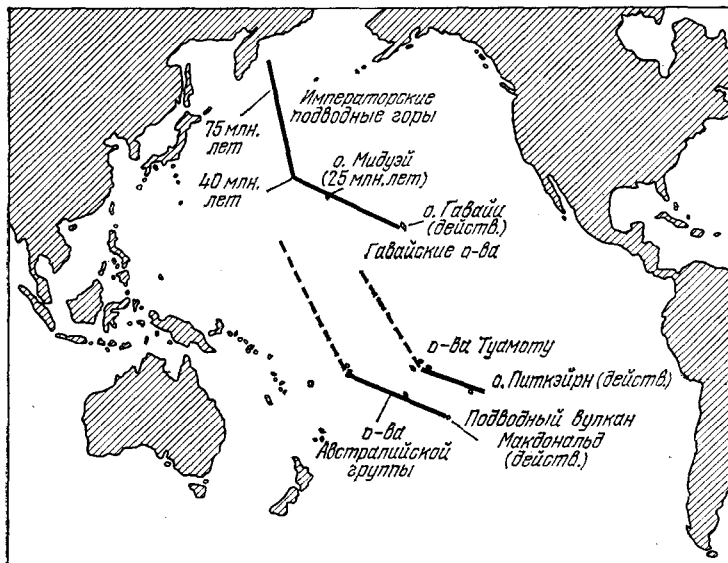 Императорские
подводные горы
75 млн.
лет
о. Мидуэй
(25 млн. лет)
40 млн.
лет
о. Гавайи
(действ.)
Гавайские о-ва
о-ва Туамоту
о. Питкэйрн (действ.)
Подводный вулкан
Макдональд
(действ.)
о-ва
Австралийской
группы